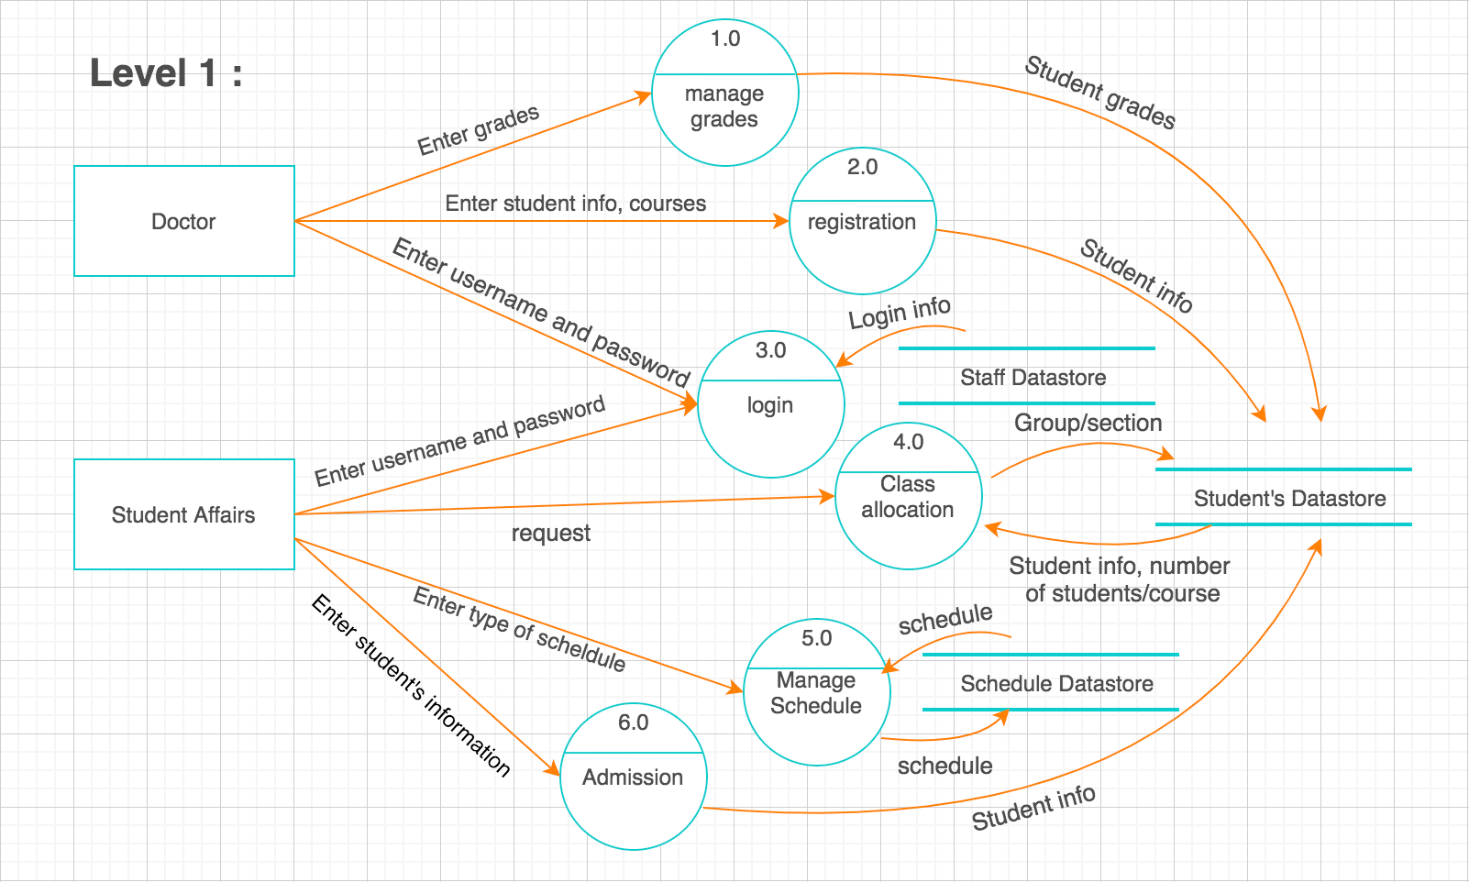 Level 1 :
1.0
manage
grades
Student grades
Enter grades
2.0
registration
Enter student info, courses
Doctor
Student info
Enter username and password
Login info
3.0
login
Staff Datastore
Enter username and password
Group/section
4.0
Class
allocation
Student's Datastore
Student Affairs
request
Student info, number
of students/course
Enter type of scheldule
Enter student's information
schedule
5.0
Manage
Schedule
Schedule Datastore
6.0
Admission
schedule
Student info